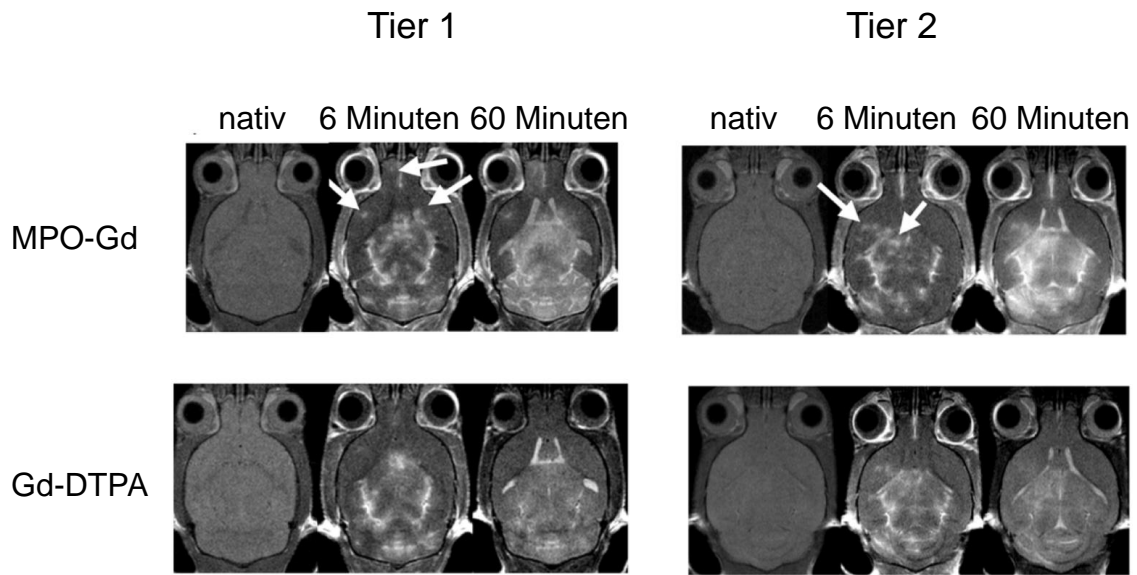 Tier 1 Tier 2
nativ 6 Minuten 60 Minuten nativ 6 Minuten 60 Minuten
MPO-Gd
Gd-DTPA